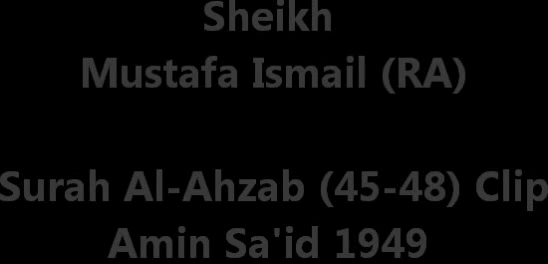 Sheikh
Mustafa Ismail (RA)
Surah Al-Ahzab (45-48) Clip
Amin Sa'id 1949